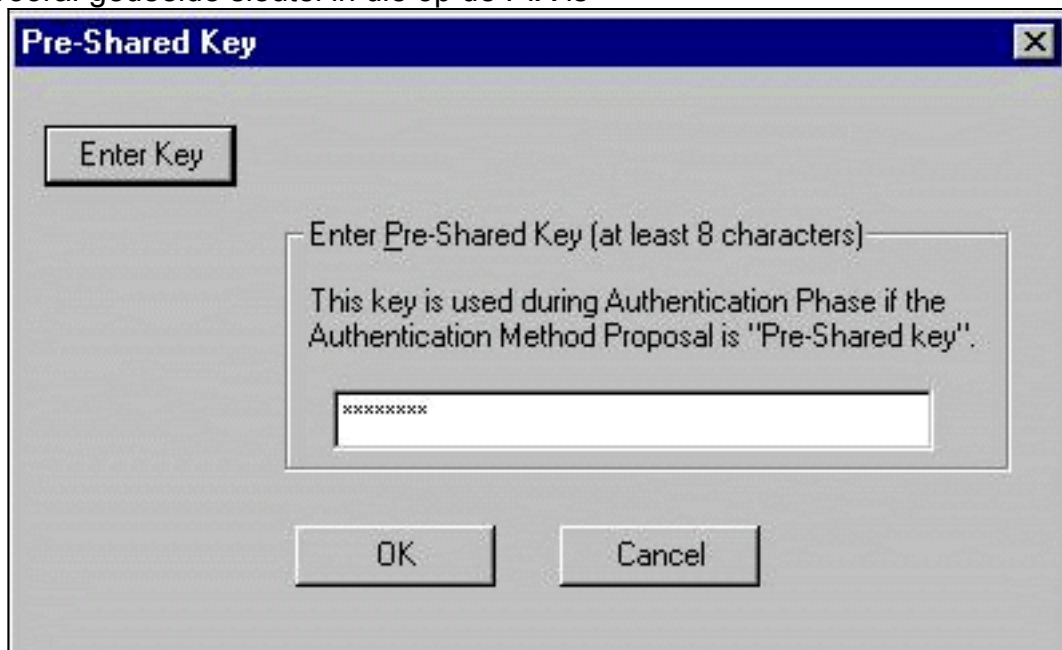 Pre-Shared Key
Enter Key
Enter Pre-Shared Key (at least 8 characters)
This key is used during Authentication Phase if the
Authentication Method Proposal is "Pre-Shared key".
xxxxxxxx
OK
Cancel